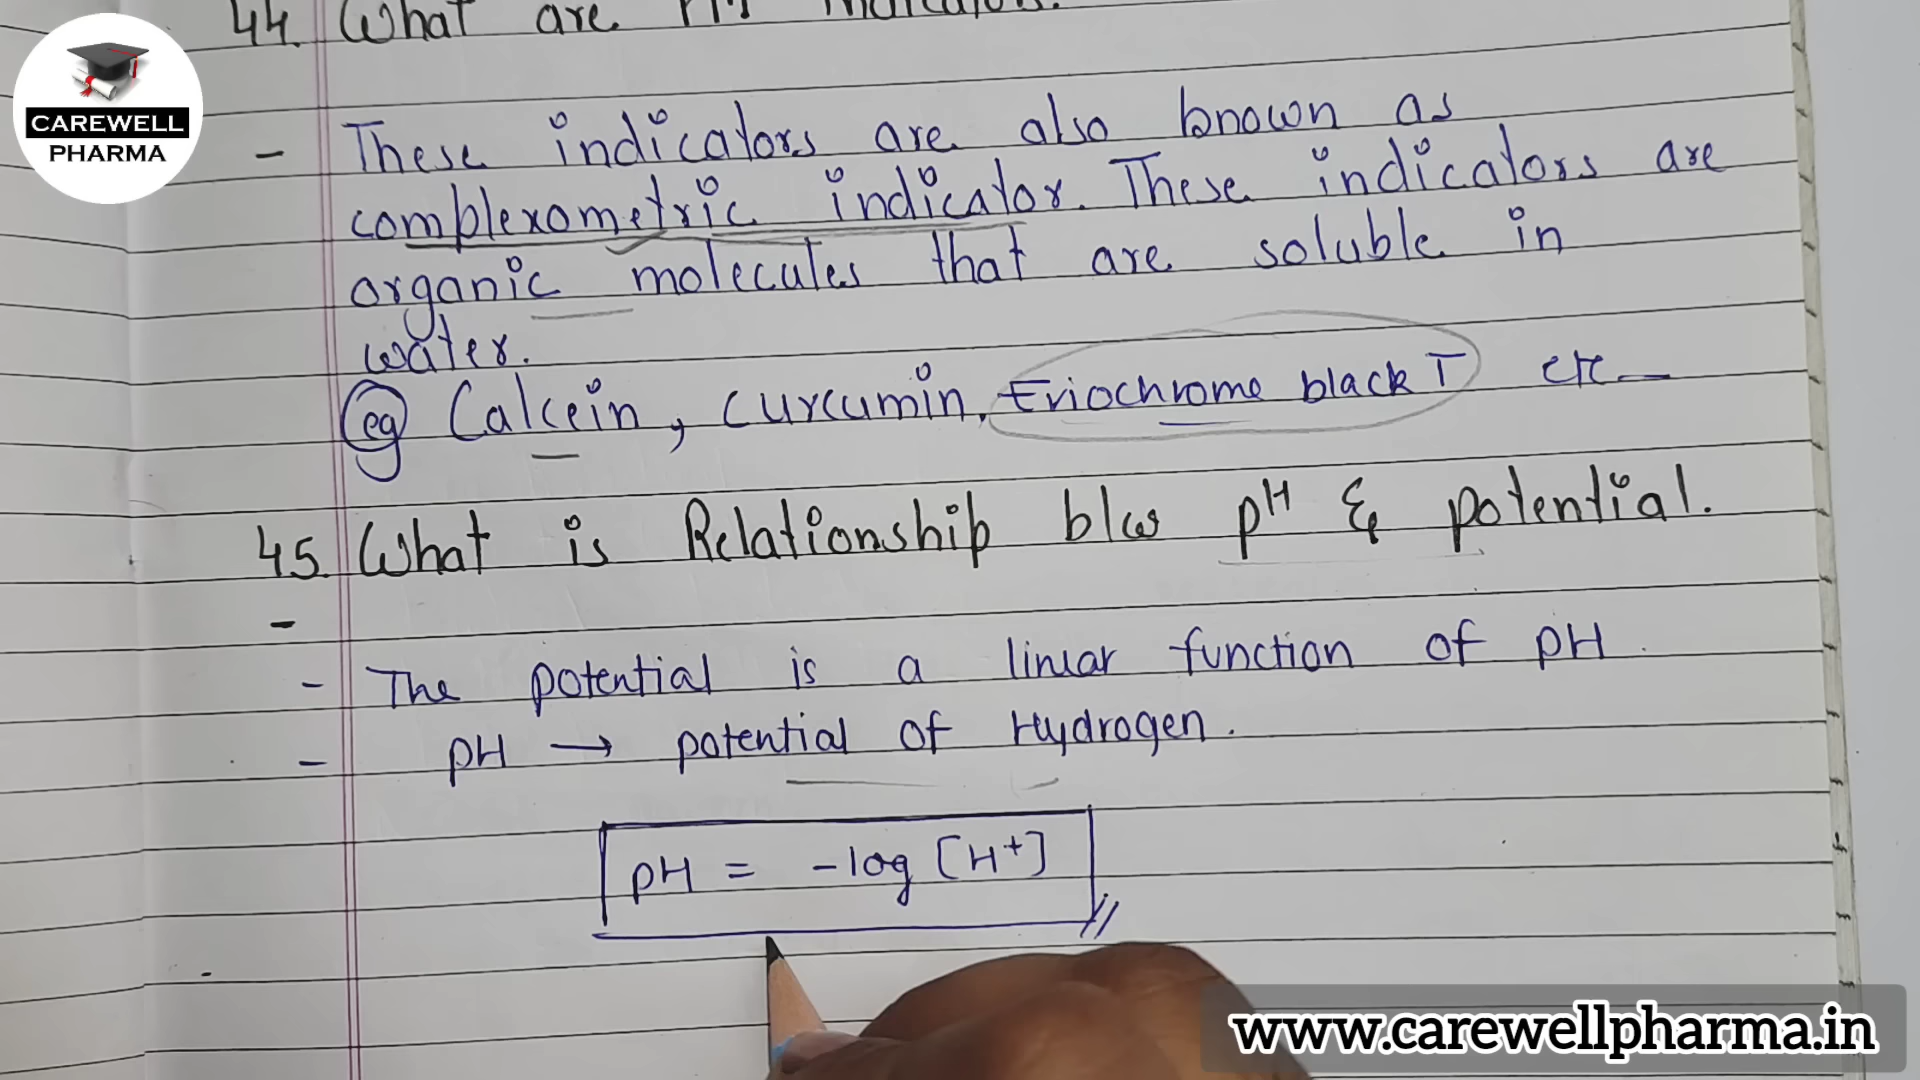 44. What are PM indicators.
CAREWELL
PHARMA
- These indicators are also known as
complexometric indicator. These indicators are
organic molecules that are soluble in
water.
eg Calcein, curcumin, Eriochrome black T etc
45. What is Relationship b/w pH & potential.
-
- The potential is a linear function of pH.
- pH → potential of Hydrogen.
pH = -log [H+]
www.carewellpharma.in